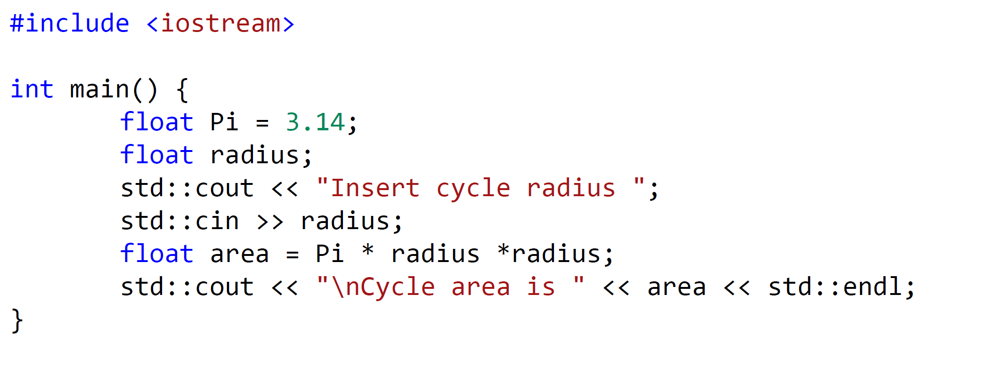 #include <iostream>

int main() {
        float Pi = 3.14;
        float radius;
        std::cout << "Insert cycle radius ";
        std::cin >> radius;
        float area = Pi * radius *radius;
        std::cout << "\nCycle area is " << area << std::endl;
}